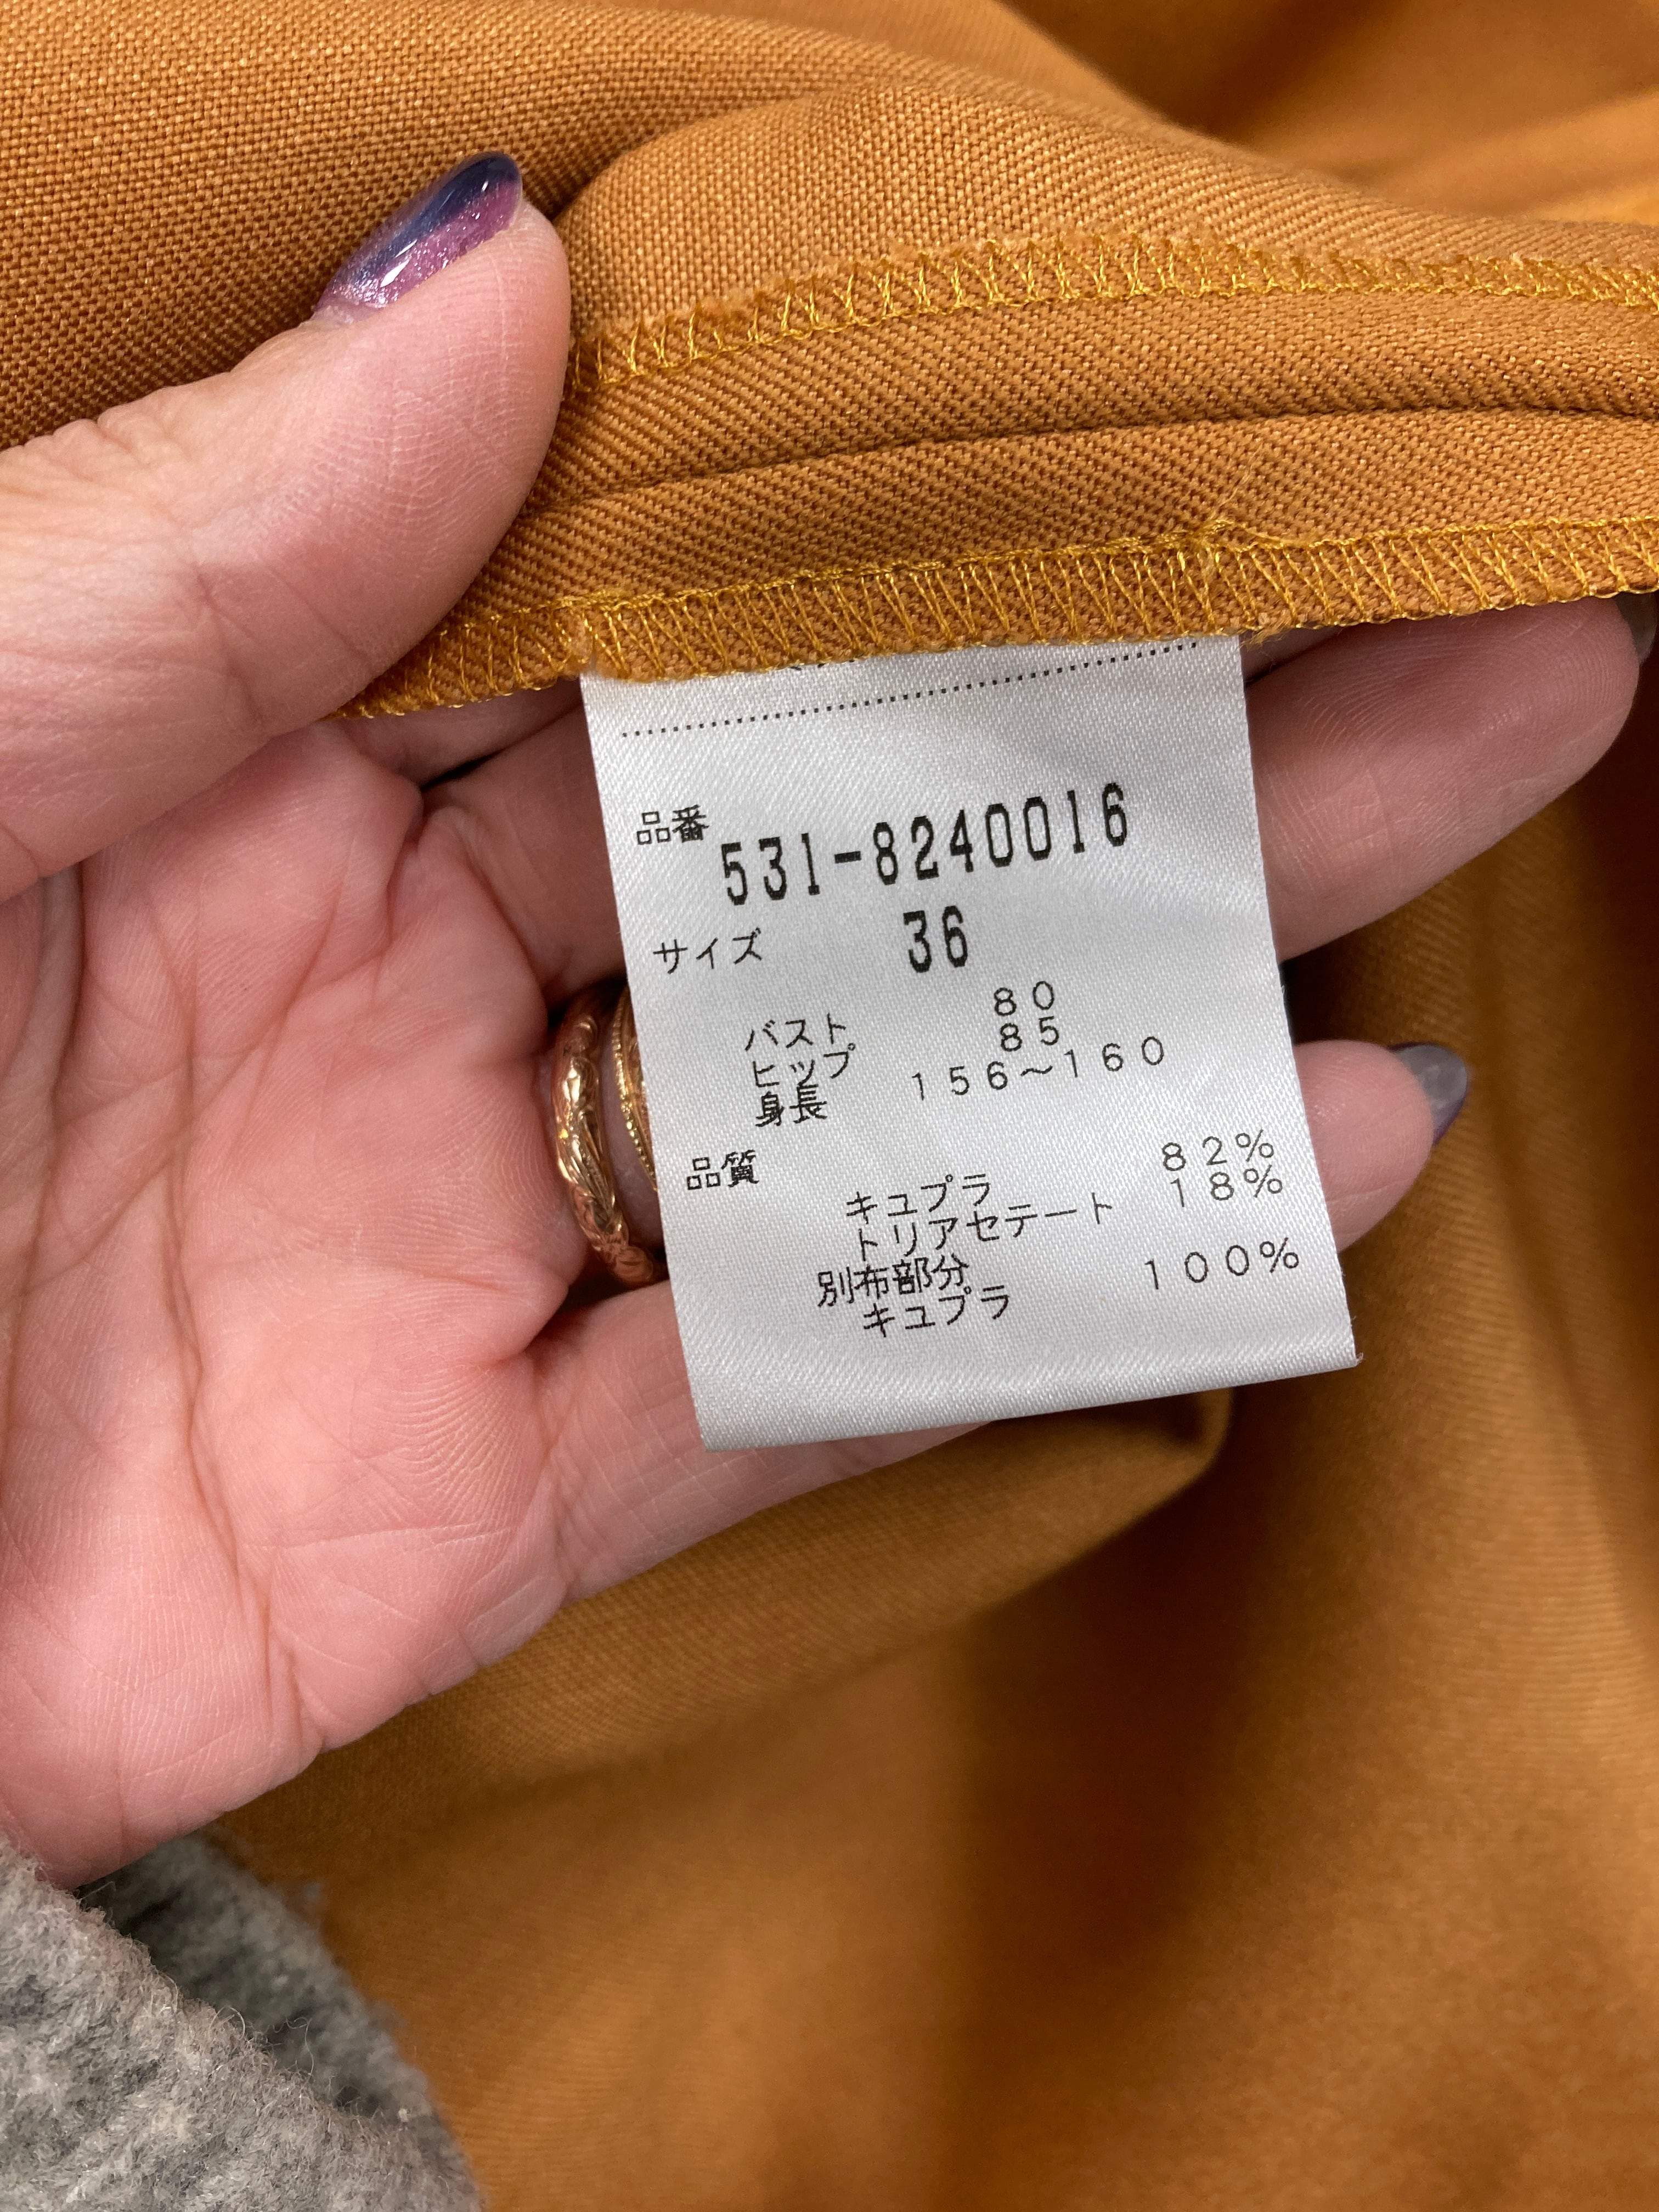 品番 531-8240016
サイズ 36
バスト 80
ヒップ 85
身長 156～160
品質
キュプラ 82%
トリアセテート 18%
別布部分
キュプラ 100%